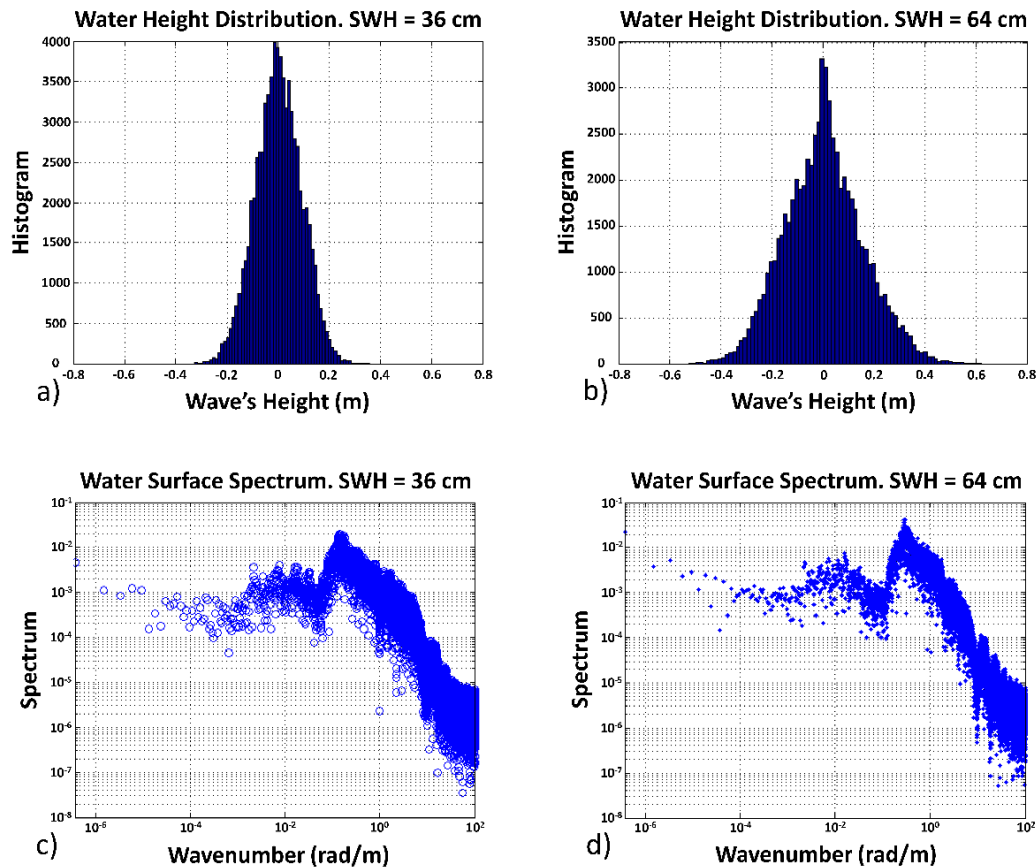 Water Height Distribution. SWH = 36 cm
4000
3500
3000
2500
2000
1500
1000
500
0
Histogram
-0.8 -0.6 -0.4 -0.2 0 0.2 0.4 0.6 0.8
a)
Wave's Height (m)
Water Height Distribution. SWH = 64 cm
3500
3000
2500
2000
1500
1000
500
0
Histogram
-0.8 -0.6 -0.4 -0.2 0 0.2 0.4 0.6 0.8
b)
Wave's Height (m)
Water Surface Spectrum. SWH = 36 cm
10-1
10-2
10-3
10-4
10-5
10-6
10-7
10-8
Spectrum
10-6 10-4 10-2 100 102
c)
Wavenumber (rad/m)
Water Surface Spectrum. SWH = 64 cm
10-1
10-2
10-3
10-4
10-5
10-6
10-7
10-8
Spectrum
10-6 10-4 10-2 100 102
d)
Wavenumber (rad/m)